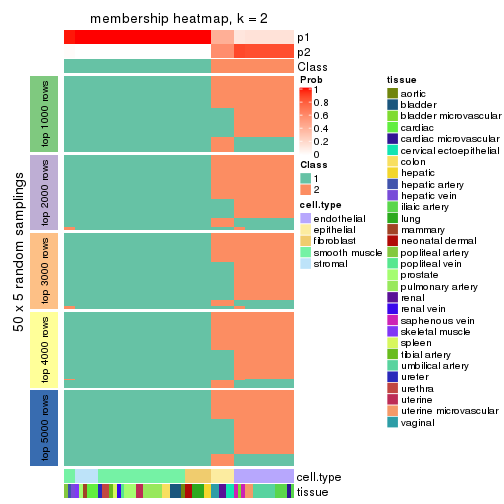 membership heatmap, k = 2
p1
p2
Class
50 x 5 random samplings
top 1000 rows
top 2000 rows
top 3000 rows
top 4000 rows
top 5000 rows
cell.type
tissue
Prob
1
0.8
0.6
0.4
0.2
0
Class
1
2
cell.type
endothelial
epithelial
fibroblast
smooth muscle
stromal
tissue
aortic
bladder
bladder microvascular
cardiac
cardiac microvascular
cervical ectoepithelial
colon
hepatic
hepatic artery
hepatic vein
iliaic artery
lung
mammary
neonatal dermal
popliteal artery
popliteal vein
prostate
pulmonary artery
renal
renal vein
saphenous vein
skeletal muscle
spleen
tibial artery
umbilical artery
ureter
urethra
uterine
uterine microvascular
vaginal